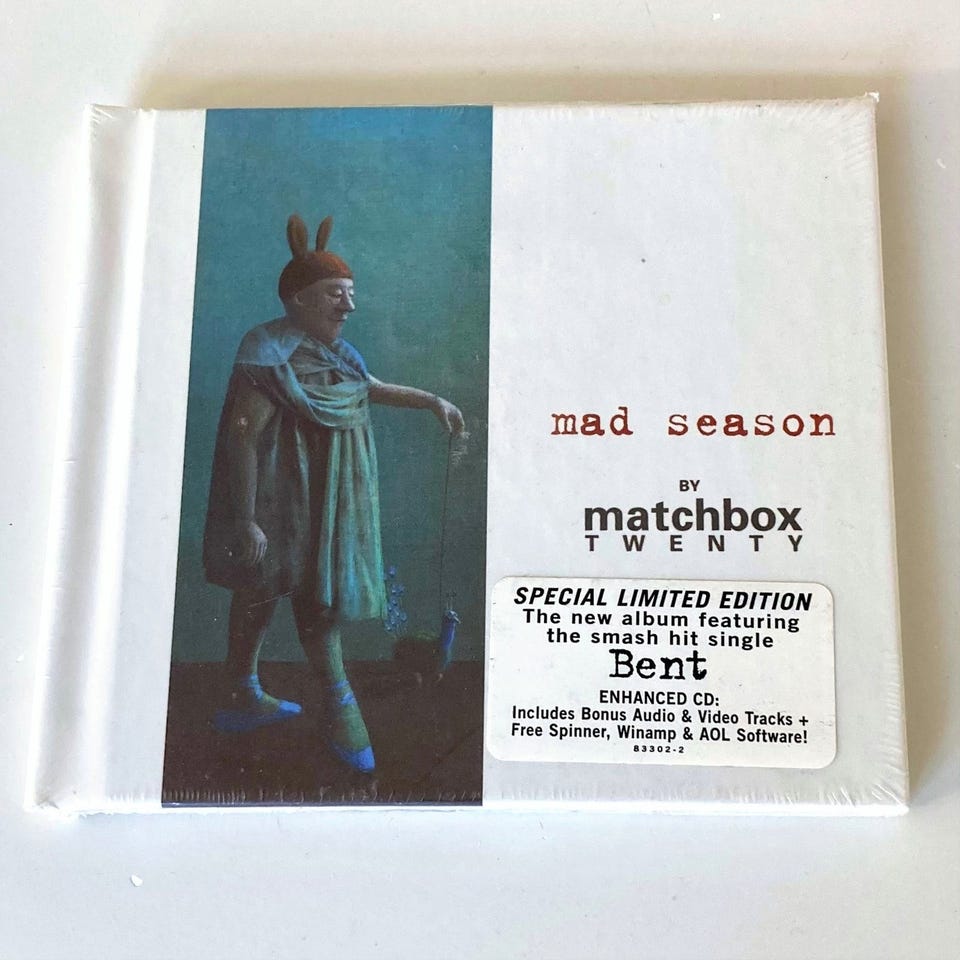 mad season
BY
matchbox
TWENTY
SPECIAL LIMITED EDITION
The new album featuring
the smash hit single
Bent
ENHANCED CD:
Includes Bonus Audio & Video Tracks +
Free Spinner, Winamp & AOL Software!
83302-2